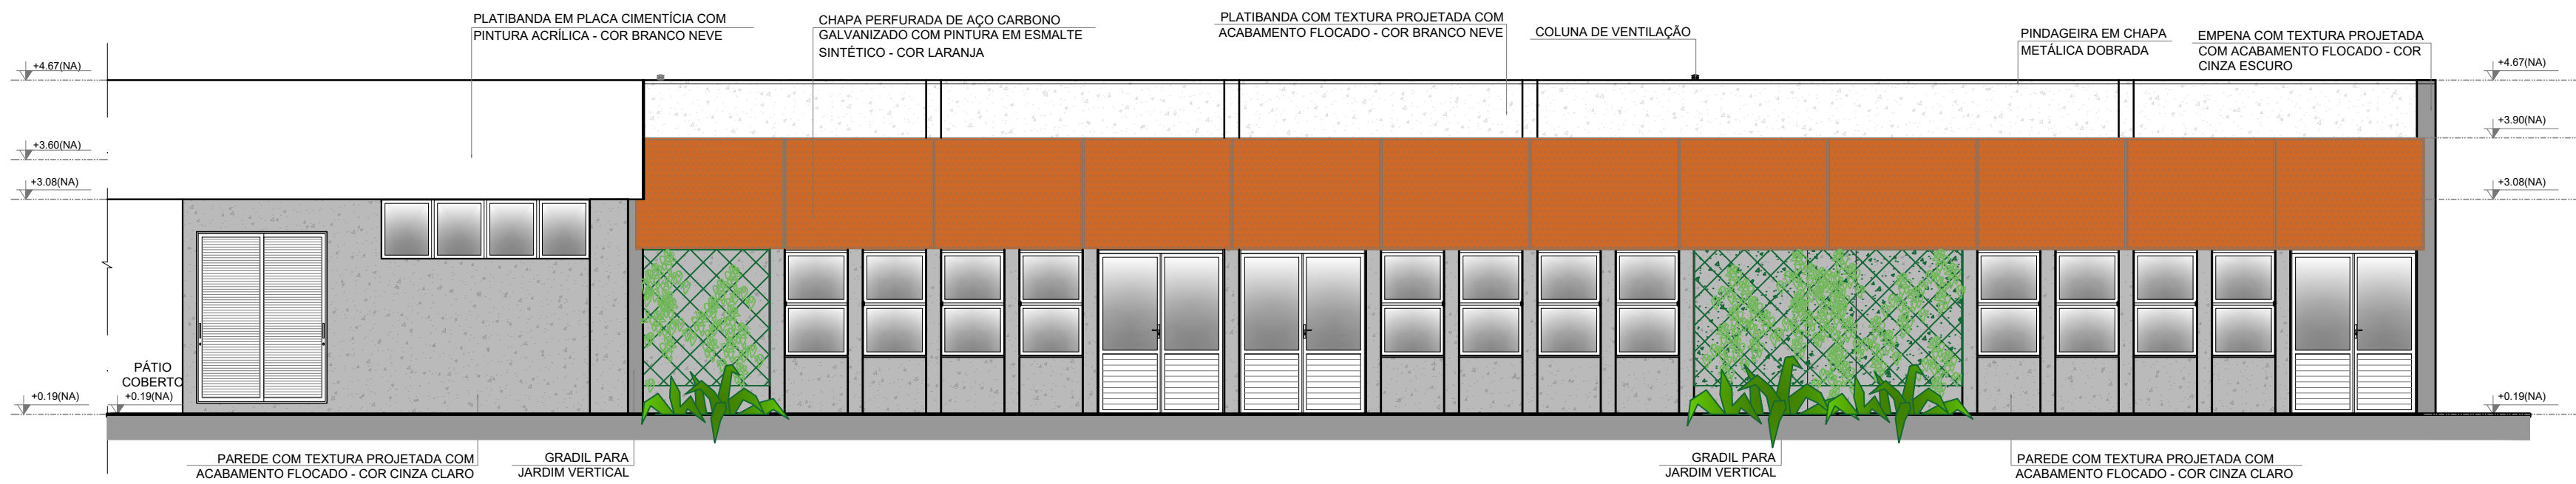 PLATIBANDA EM PLACA CIMENTÍCIA COM
PINTURA ACRÍLICA - COR BRANCO NEVE
CHAPA PERFURADA DE AÇO CARBONO
GALVANIZADO COM PINTURA EM ESMALTE
SINTÉTICO - COR LARANJA
PLATIBANDA COM TEXTURA PROJETADA COM
ACABAMENTO FLOCADO - COR BRANCO NEVE
COLUNA DE VENTILAÇÃO
PINDAGEIRA EM CHAPA
METÁLICA DOBRADA
EMPENA COM TEXTURA PROJETADA
COM ACABAMENTO FLOCADO - COR
CINZA ESCURO
+4.67(NA)
+4.67(NA)
+3.90(NA)
+3.60(NA)
+3.08(NA)
+3.08(NA)
PÁTIO
COBERTO
+0.19(NA)
+0.19(NA)
+0.19(NA)
PAREDE COM TEXTURA PROJETADA COM
ACABAMENTO FLOCADO - COR CINZA CLARO
GRADIL PARA
JARDIM VERTICAL
GRADIL PARA
JARDIM VERTICAL
PAREDE COM TEXTURA PROJETADA COM
ACABAMENTO FLOCADO - COR CINZA CLARO